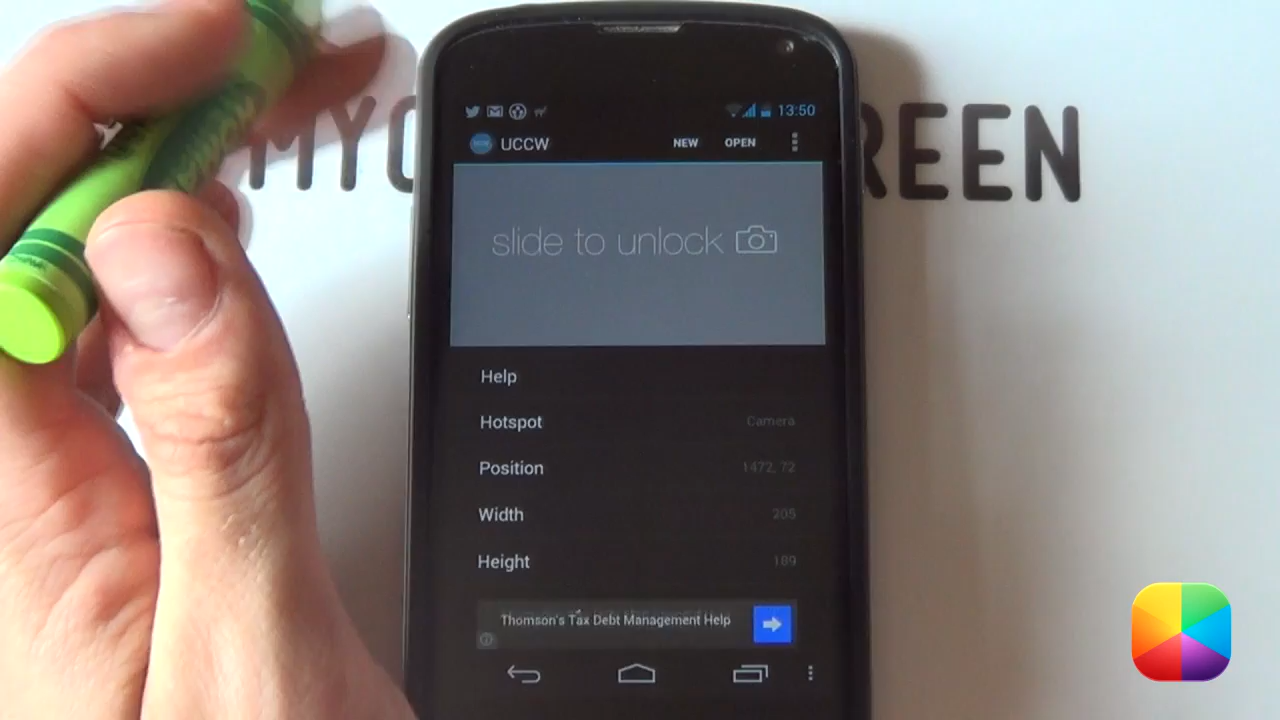 MYC
REEN
13:50
UCCW
NEW
OPEN
slide to unlock
Help
Hotspot
Camera
Position
1472, 72
Width
205
Height
189
Thomson's Tax Debt Management Help